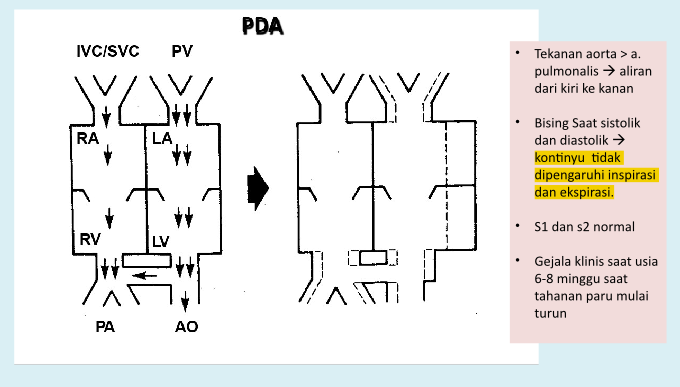 PDA
IVC/SVC PV
RA LA
RV LV
PA AO
• Tekanan aorta > a.
pulmonalis → aliran
dari kiri ke kanan
• Bising Saat sistolik
dan diastolik →
kontinyu tidak
dipengaruhi inspirasi
dan ekspirasi.
• S1 dan s2 normal
• Gejala klinis saat usia
6-8 minggu saat
tahanan paru mulai
turun